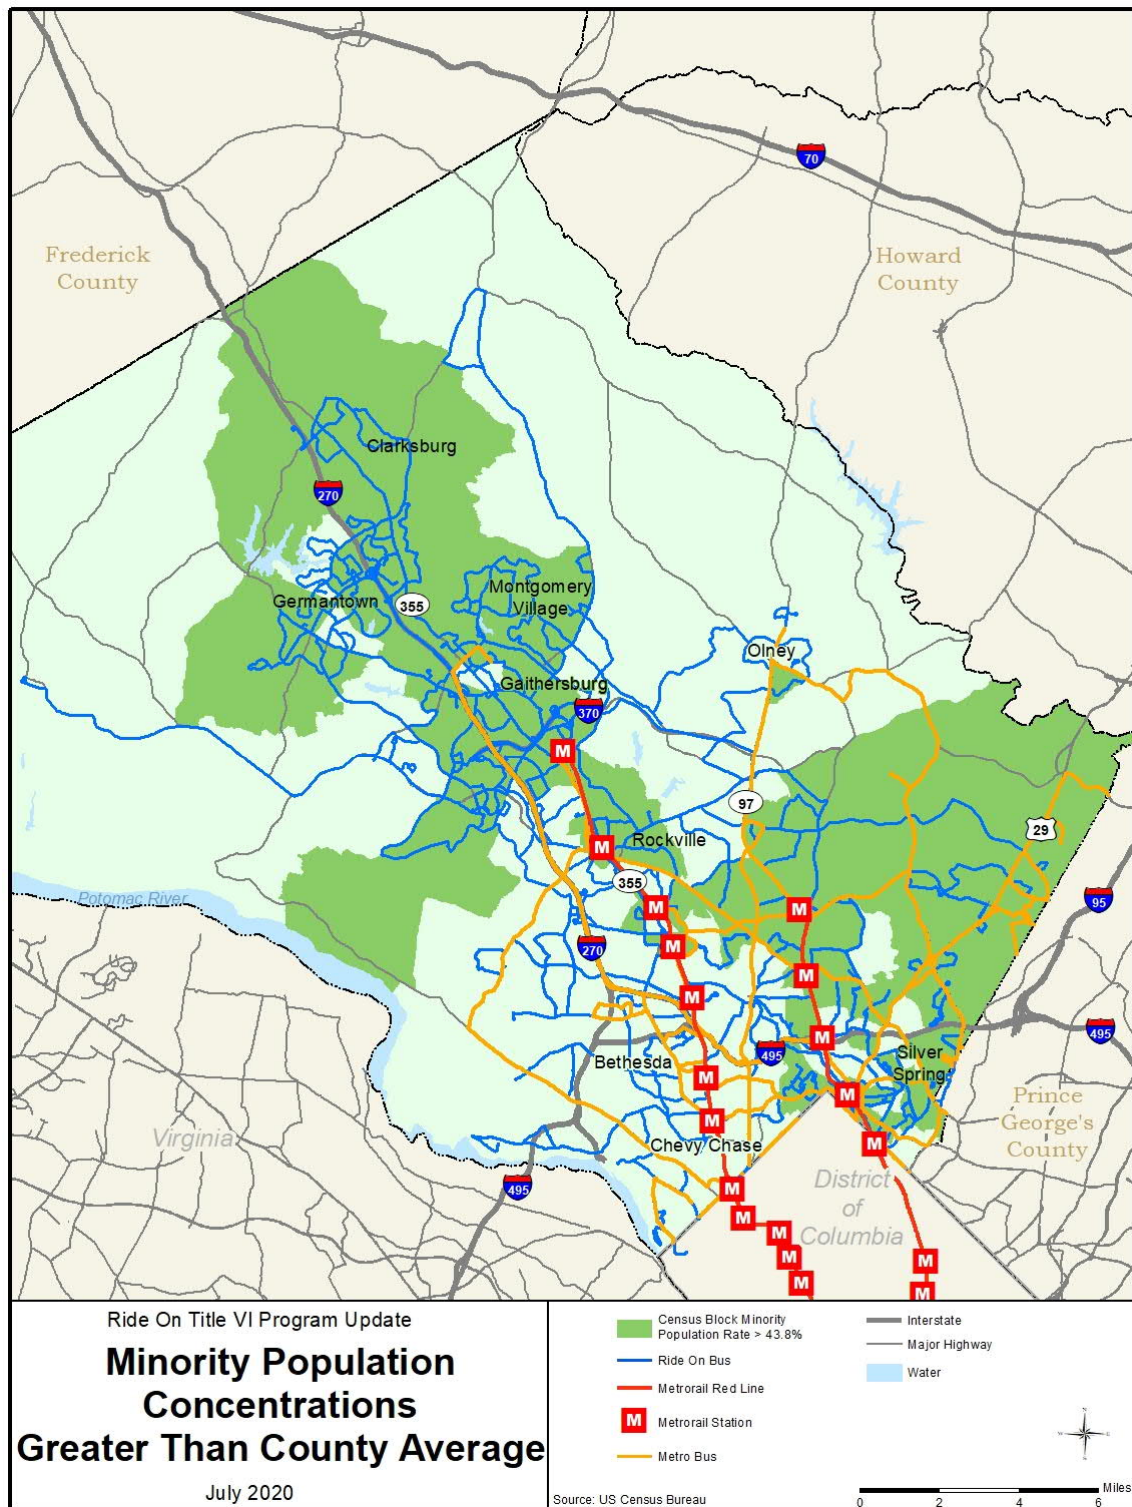 70
Frederick
County
Howard
County
Clarksburg
270
Germantown
355
Montgomery
Village
Olney
Gaithersburg
370
M
97
29
M
Rockville
355
Potomac River
M
M
95
270
M
M
M
M
495
495
Silver
Spring
Bethesda
M
M
Prince
George's
County
Virginia
M
Chevy Chase
M
495
M
District
of
Columbia
M
M
M
M
M
M
Ride On Title VI Program Update
Minority Population
Concentrations
Greater Than County Average
July 2020
Census Block Minority
Population Rate > 43.8%
Ride On Bus
Metrorail Red Line
M Metrorail Station
Metro Bus
Interstate
Major Highway
Water
N
S
W
E
Source: US Census Bureau
Miles
0 2 4 6